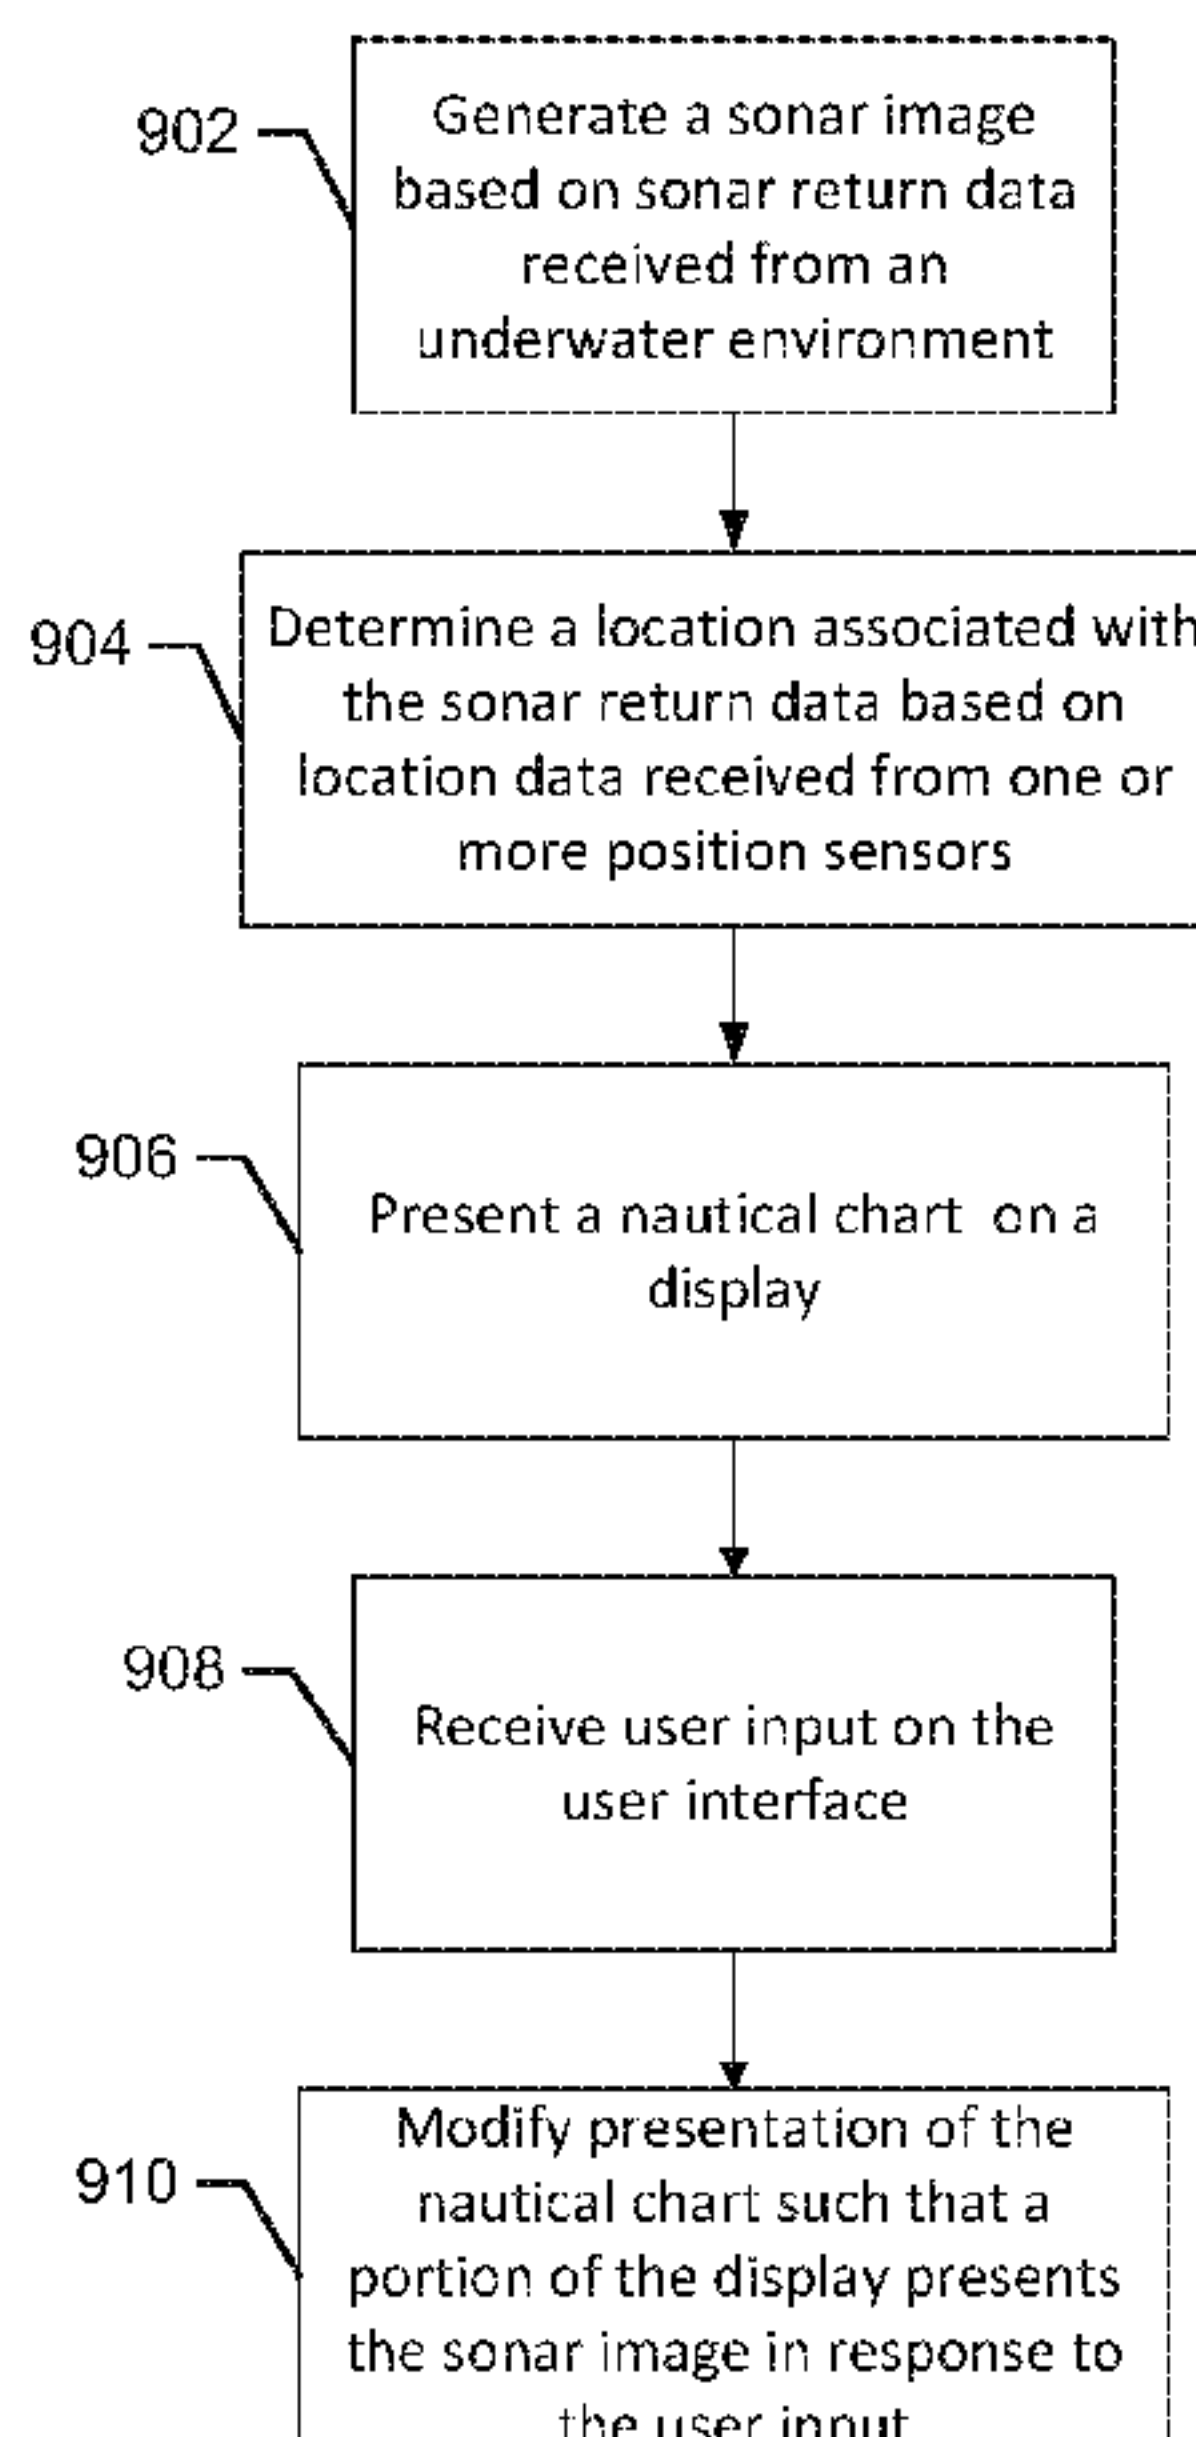 902
Generate a sonar image
based on sonar return data
received from an
underwater environment
904
Determine a location associated with
the sonar return data based on
location data received from one or
more position sensors
906
Present a nautical chart on a
display
908
Receive user input on the
user interface
910
Modify presentation of the
nautical chart such that a
portion of the display presents
the sonar image in response to
the user input